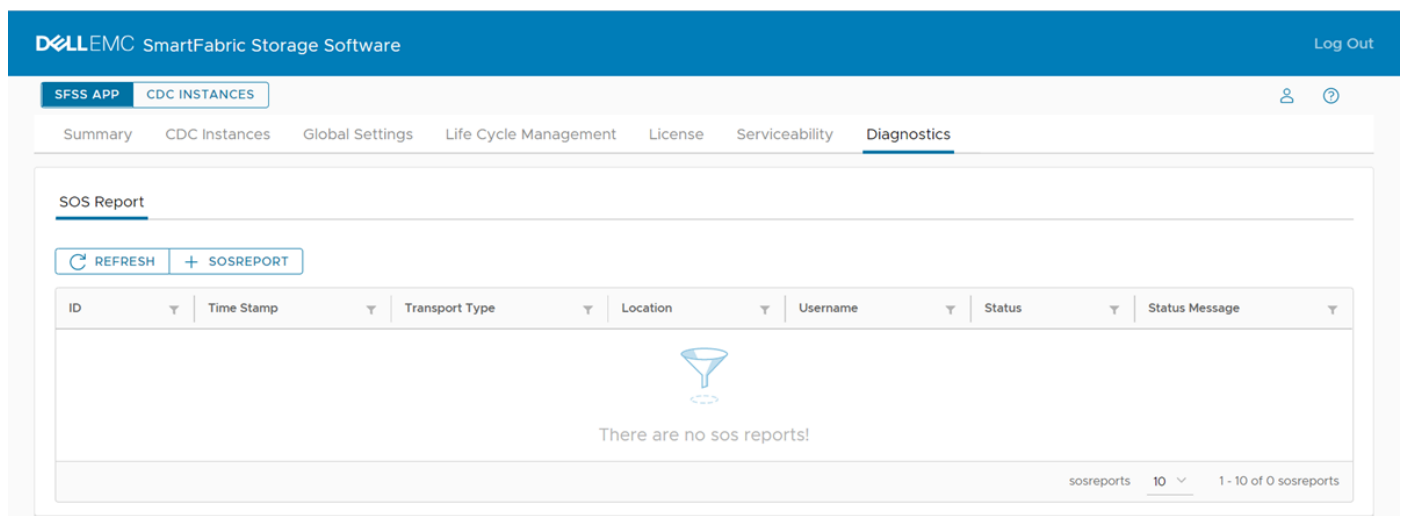 DELLEMC SmartFabric Storage Software Log Out
SFSS APP CDC INSTANCES
Summary CDC Instances Global Settings Life Cycle Management License Serviceability Diagnostics
SOS Report
REFRESH + SOSREPORT
ID Time Stamp Transport Type Location Username Status Status Message
There are no sos reports!
sosreports 10 1 - 10 of 0 sosreports